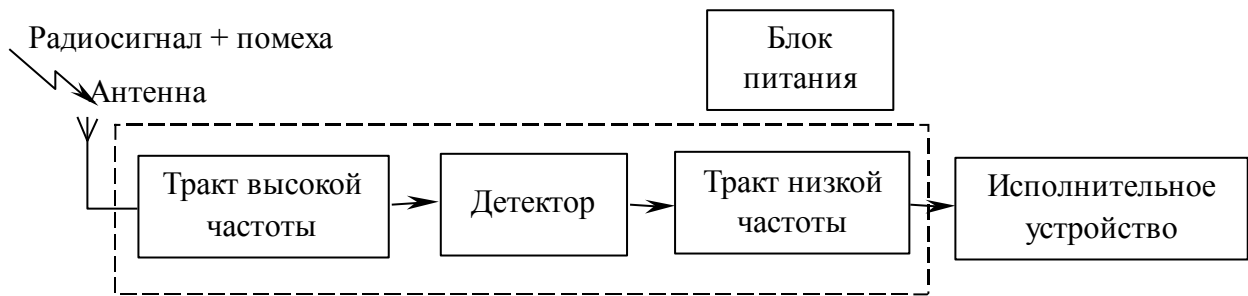 Радиосигнал + помеха
Антенна
Блок
питания
Тракт высокой
частоты
Детектор
Тракт низкой
частоты
Исполнительное
устройство